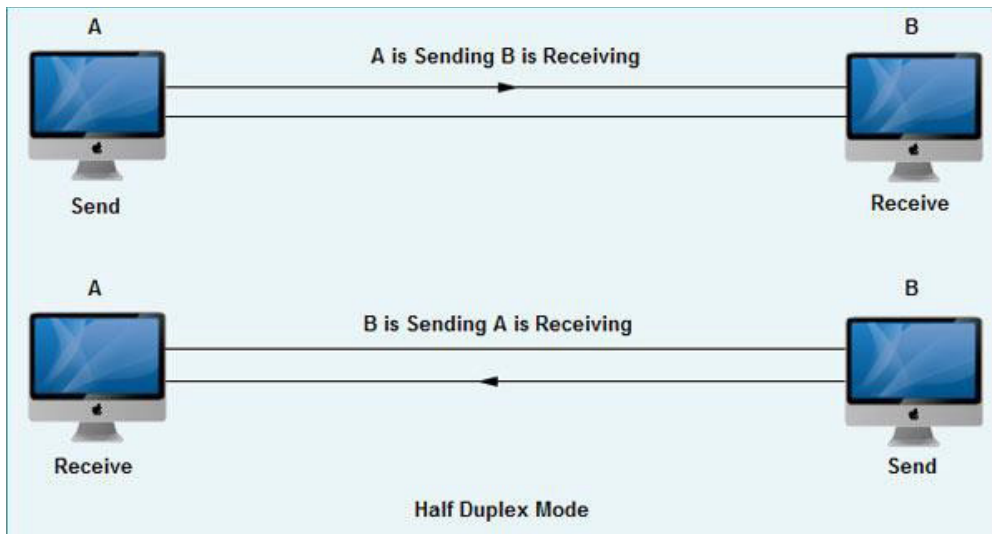 A
B
A is Sending B is Receiving
Send
Receive
A
B
B is Sending A is Receiving
Receive
Send
Half Duplex Mode